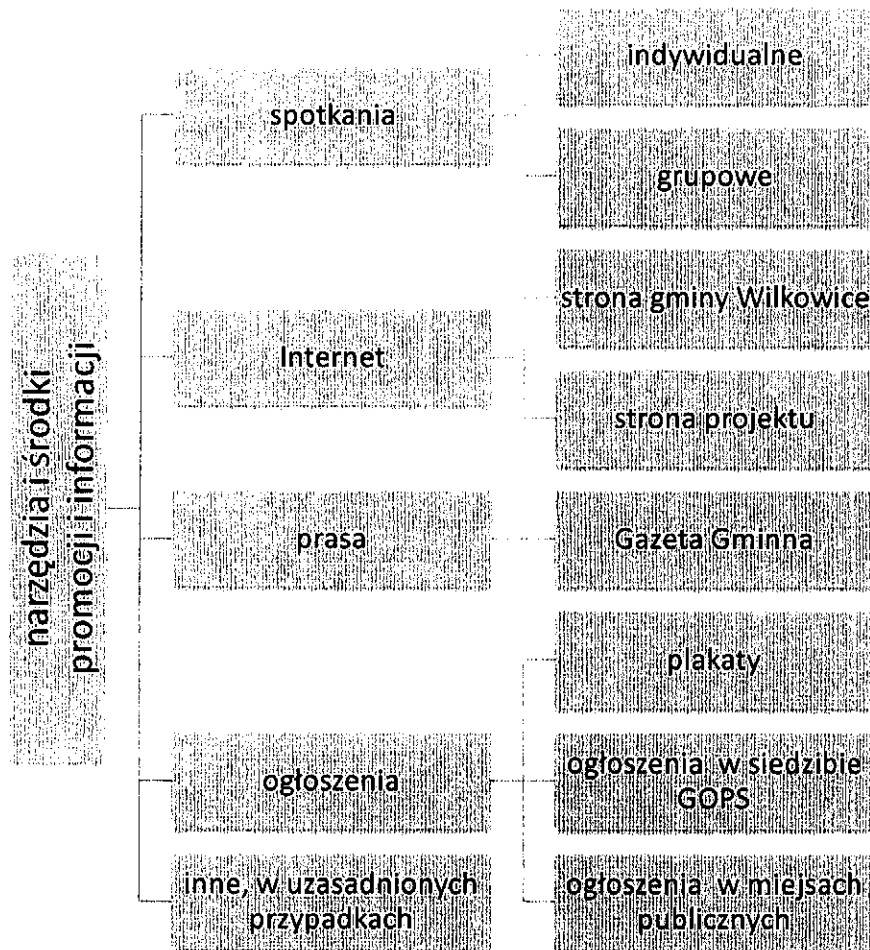 narzędzia i środki
promocji i informacji
spotkania
indywidualne
grupowe
Internet
strona gminy Wilkowice
strona projektu
prasa
Gazeta Gminna
ogłoszenia
plakaty
ogłoszenia w siedzibie
GOPS
ogłoszenia w miejsach
publicznych
inne, w uzasadnionych
przypadkach